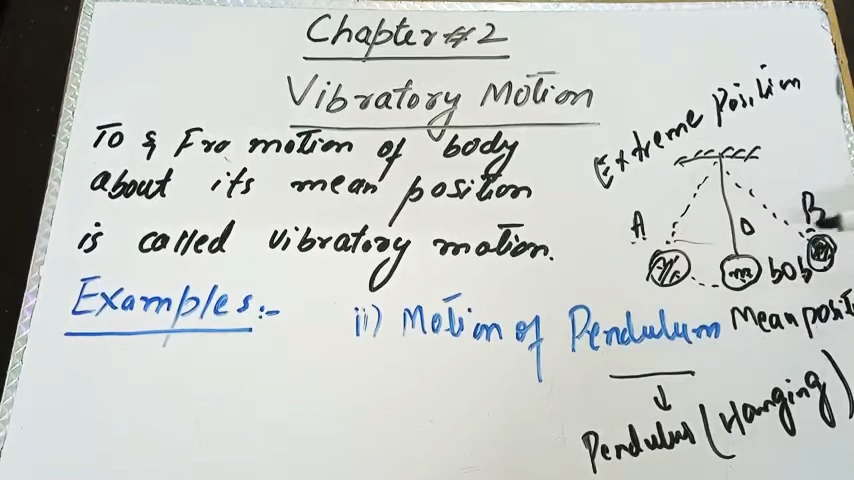 Chapter # 2
Vibratory Motion
To & Fro motion of body
about its mean position
is called vibratory motion.
Extreme Position
A
O
B
bob
Examples:-
ii) Motion of Pendulum
Mean posit
Pendulus (Hanging)